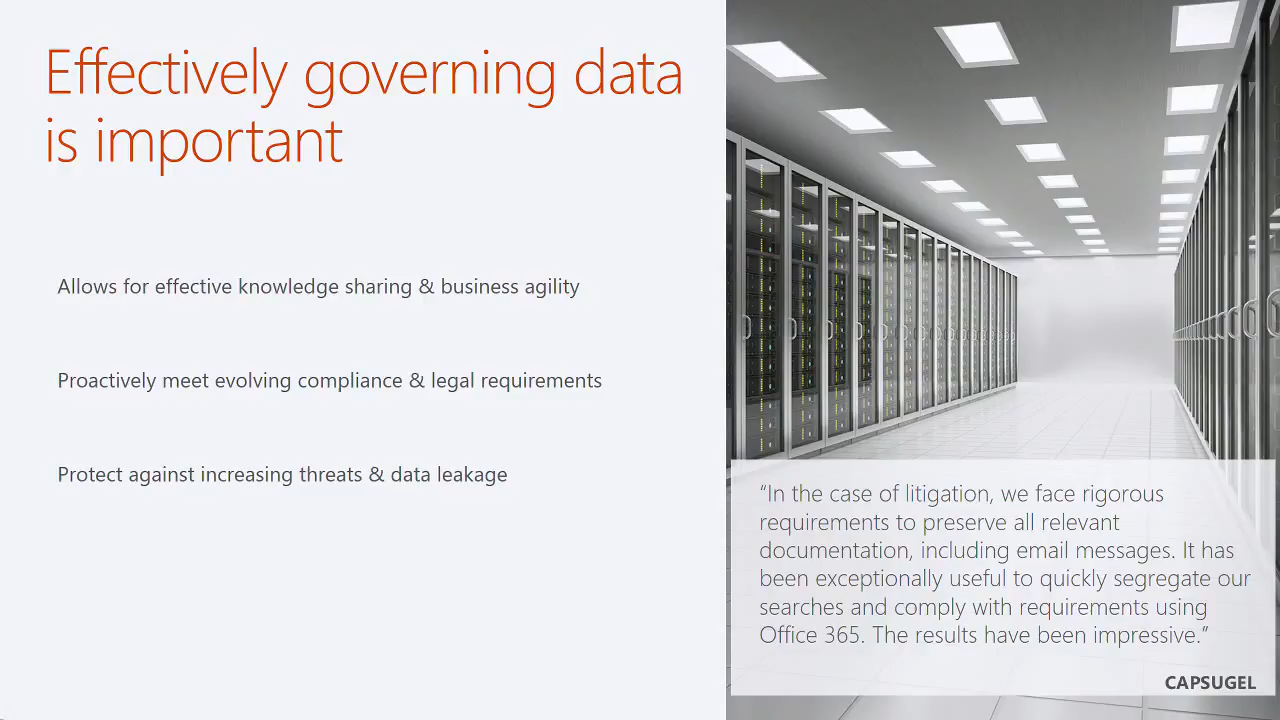 Effectively governing data
is important
Allows for effective knowledge sharing & business agility
Proactively meet evolving compliance & legal requirements
Protect against increasing threats & data leakage
“In the case of litigation, we face rigorous
requirements to preserve all relevant
documentation, including email messages. It has
been exceptionally useful to quickly segregate our
searches and comply with requirements using
Office 365. The results have been impressive.”
CAPSUGEL